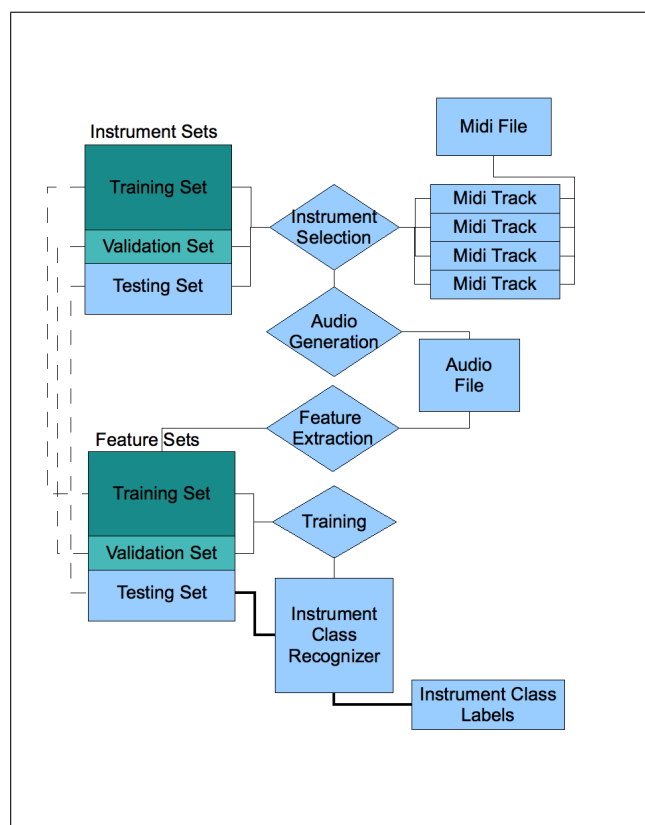 Instrument Sets
Training Set
Validation Set
Testing Set
Instrument
Selection
Midi File
Midi Track
Midi Track
Midi Track
Midi Track
Audio
Generation
Audio
File
Feature
Extraction
Feature Sets
Training Set
Validation Set
Testing Set
Training
Instrument
Class
Recognizer
Instrument Class
Labels